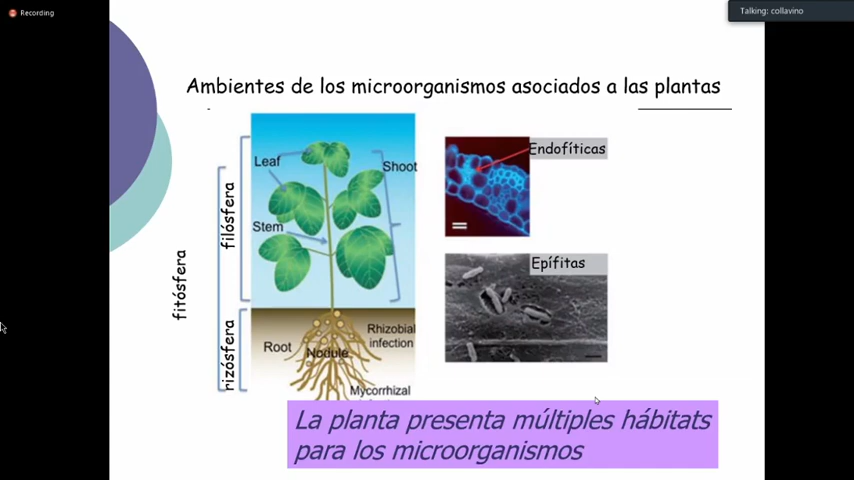 Recording
Talking: collavino
Ambientes de los microorganismos asociados a las plantas
Leaf
Shoot
Stem
filósfera
fitósfera
rizósfera
Root
Nodule
Rhizobial
infection
Mycorrhizal
Endofíticas
Epífitas
La planta presenta múltiples hábitats
para los microorganismos